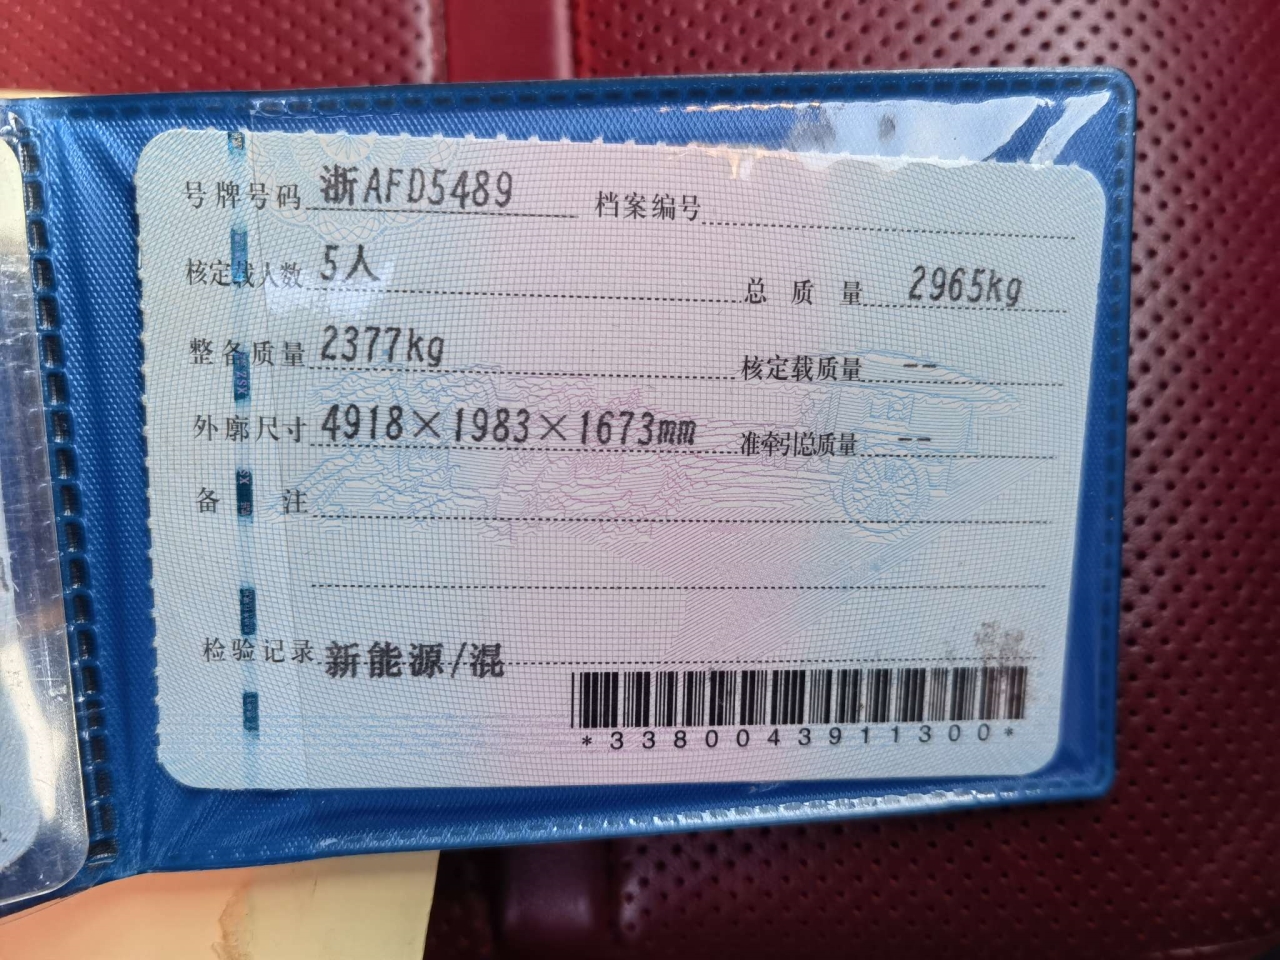 号牌号码 浙AFD5489 档案编号
核定载人数 5人 总质量 2965kg
整备质量 2377kg 核定载质量 --
外廓尺寸 4918×1983×1673mm 准牵引总质量 --
备注
检验记录 新能源/混
*3380043911300*